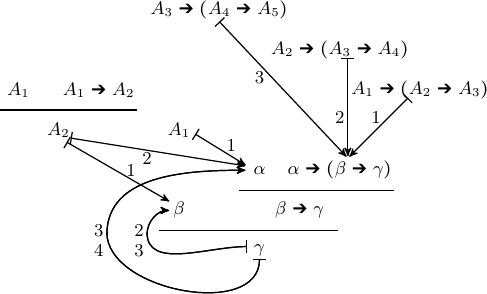 A₃ → (A₄ → A₅)
A₂ → (A₃ → A₄)
3
A₁ A₁ → A₂
A₁ → (A₂ → A₃)
2 1
A₂ A₁
1
2
1
α α → (β → γ)
β β → γ
3 2
4 3
γ